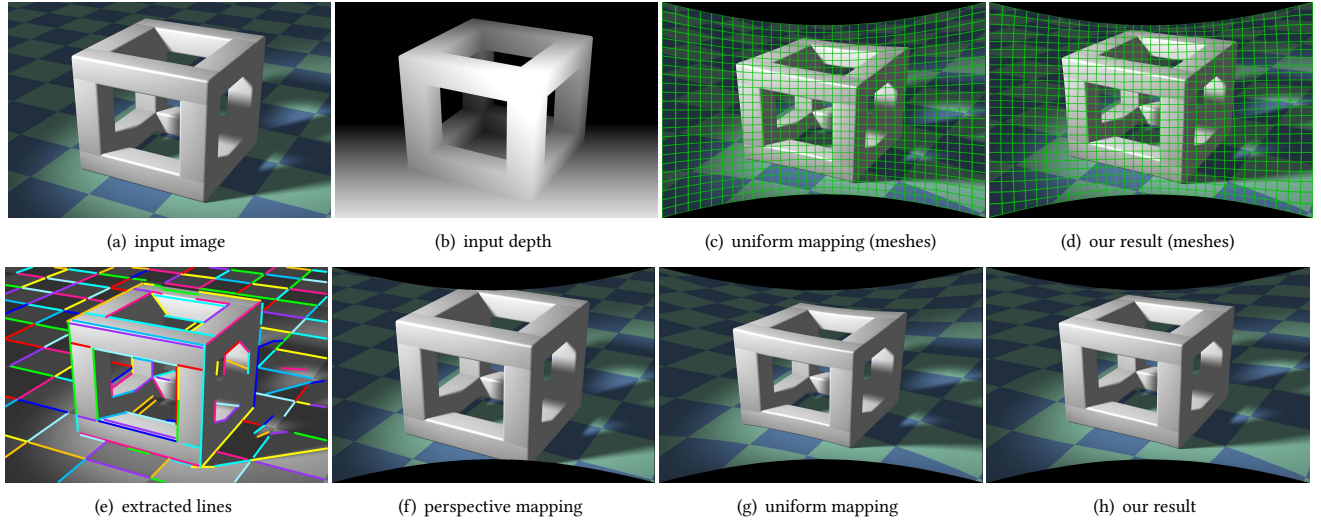 (a) input image
(b) input depth
(c) uniform mapping (meshes)
(d) our result (meshes)
(e) extracted lines
(f) perspective mapping
(g) uniform mapping
(h) our result